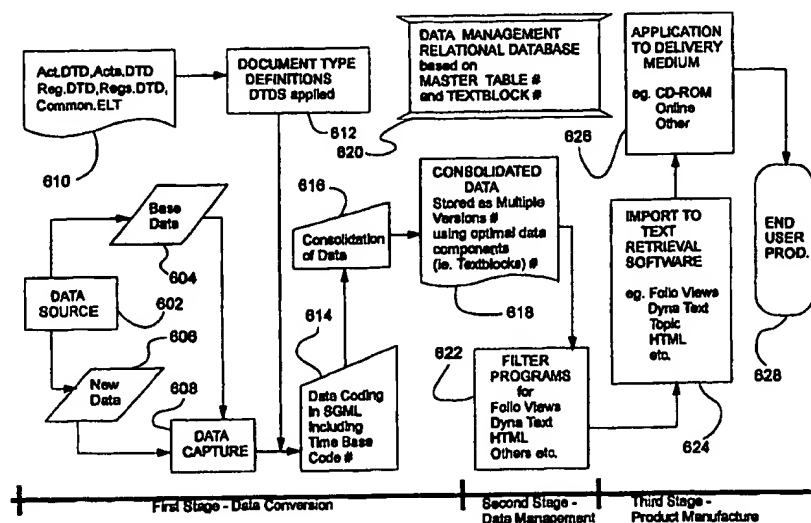 Act.DTD,Acts.DTD
Reg.DTD,Regs.DTD,
Common.ELT
610
DOCUMENT TYPE
DEFINITIONS
DTDS applied
612
DATA MANAGEMENT
RELATIONAL DATABASE
based on
MASTER TABLE #
and TEXTBLOCK #
620
APPLICATION
TO DELIVERY
MEDIUM
eg. CD-ROM
Online
Other
626
Base
Data
604
DATA
SOURCE
602
606
New
Data
608
DATA
CAPTURE
616
Consolidation
of Data
614
Data Coding
in SGML
Including
Time Base
Code #
CONSOLIDATED
DATA
Stored as Multiple
Versions #
using optimal data
components
(ie. Textblocks) #
618
622
FILTER
PROGRAMS
for
Folio Views
Dyna Text
HTML
Others etc.
IMPORT TO
TEXT
RETRIEVAL
SOFTWARE
eg. Folio Views
Dyna Text
Topic
HTML
etc.
624
END
USER
PROD.
628
First Stage - Data Conversion
Second Stage -
Data Management
Third Stage -
Product Manufacture